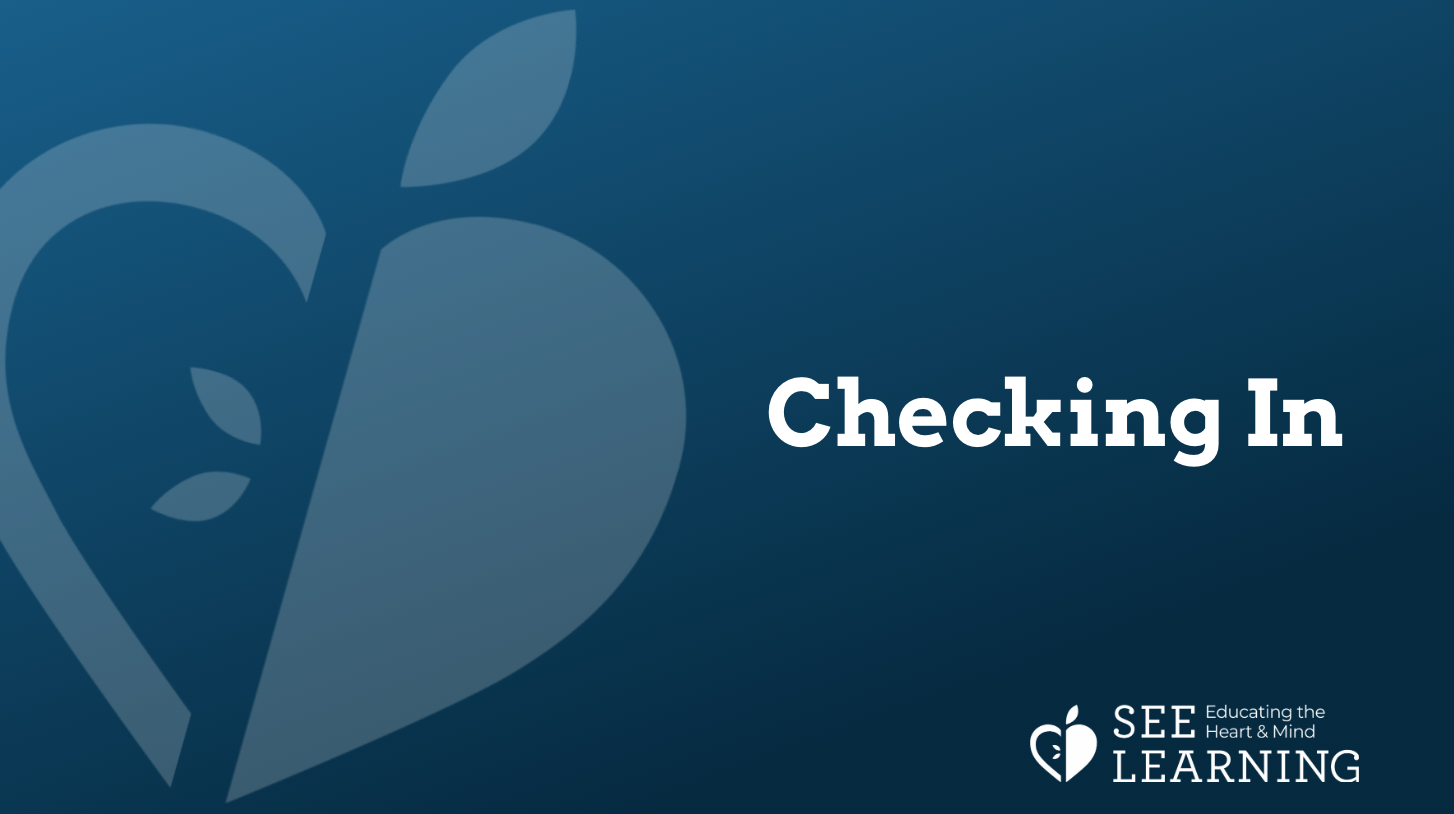 Checking In
SEE Educating the
Heart & Mind
LEARNING